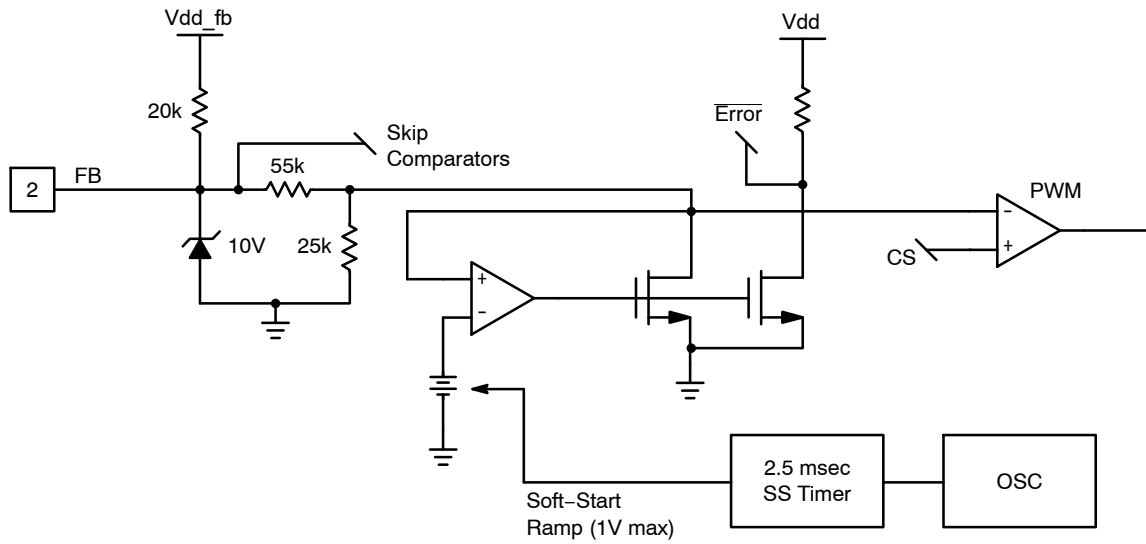 Vdd_fb
Vdd
20k
Error
Skip
Comparators
55k
2
FB
PWM
-
+
10V
25k
CS
+
-
2.5 msec
SS Timer
OSC
Soft-Start
Ramp (1V max)